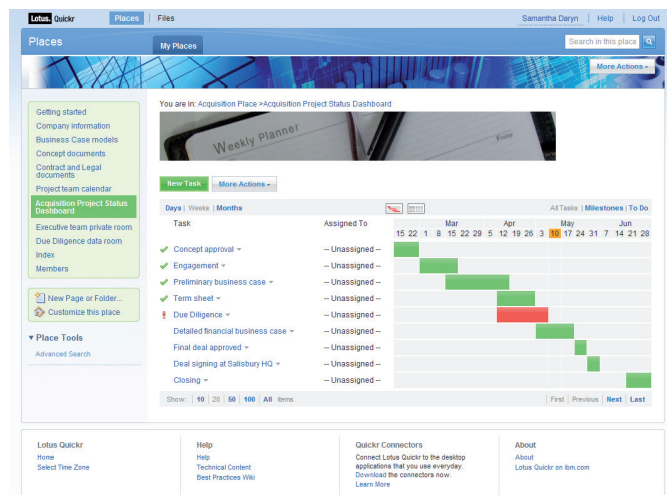 Lotus. Quickr Places | Files Samantha Daryn | Help | Log Out
Places My Places Search in this place
More Actions
Getting started
Company information
Business Case models
Concept documents
Contract and Legal
documents
Project team calendar
Acquisition Project Status
Dashboard
Executive team private room
Due Diligence data room
Index
Members
New Page or Folder...
Customize this place
Place Tools
Advanced Search
You are in: Acquisition Place >Acquisition Project Status Dashboard
Weekly Planner
Friday
New Task More Actions
Days | Weeks | Months All Tasks | Milestones | To Do
Task Assigned To Mar Apr May Jun
15 22 1 8 15 22 29 5 12 19 26 3 10 17 24 31 7 14 21 28
Concept approval -- Unassigned --
Engagement -- Unassigned --
Preliminary business case -- Unassigned --
Term sheet -- Unassigned --
Due Diligence -- Unassigned --
Detailed financial business case -- Unassigned --
Final deal approved -- Unassigned --
Deal signing at Salisbury HQ -- Unassigned --
Closing -- Unassigned --
Show: 10 | 20 | 50 | 100 | All items First | Previous | Next | Last
Lotus Quickr
Home
Select Time Zone
Help
Help
Technical Content
Best Practices Wiki
Quickr Connectors
Connect Lotus Quickr to the desktop
applications that you use everyday.
Download the connectors now.
Learn More
About
About
Lotus Quickr on ibm.com